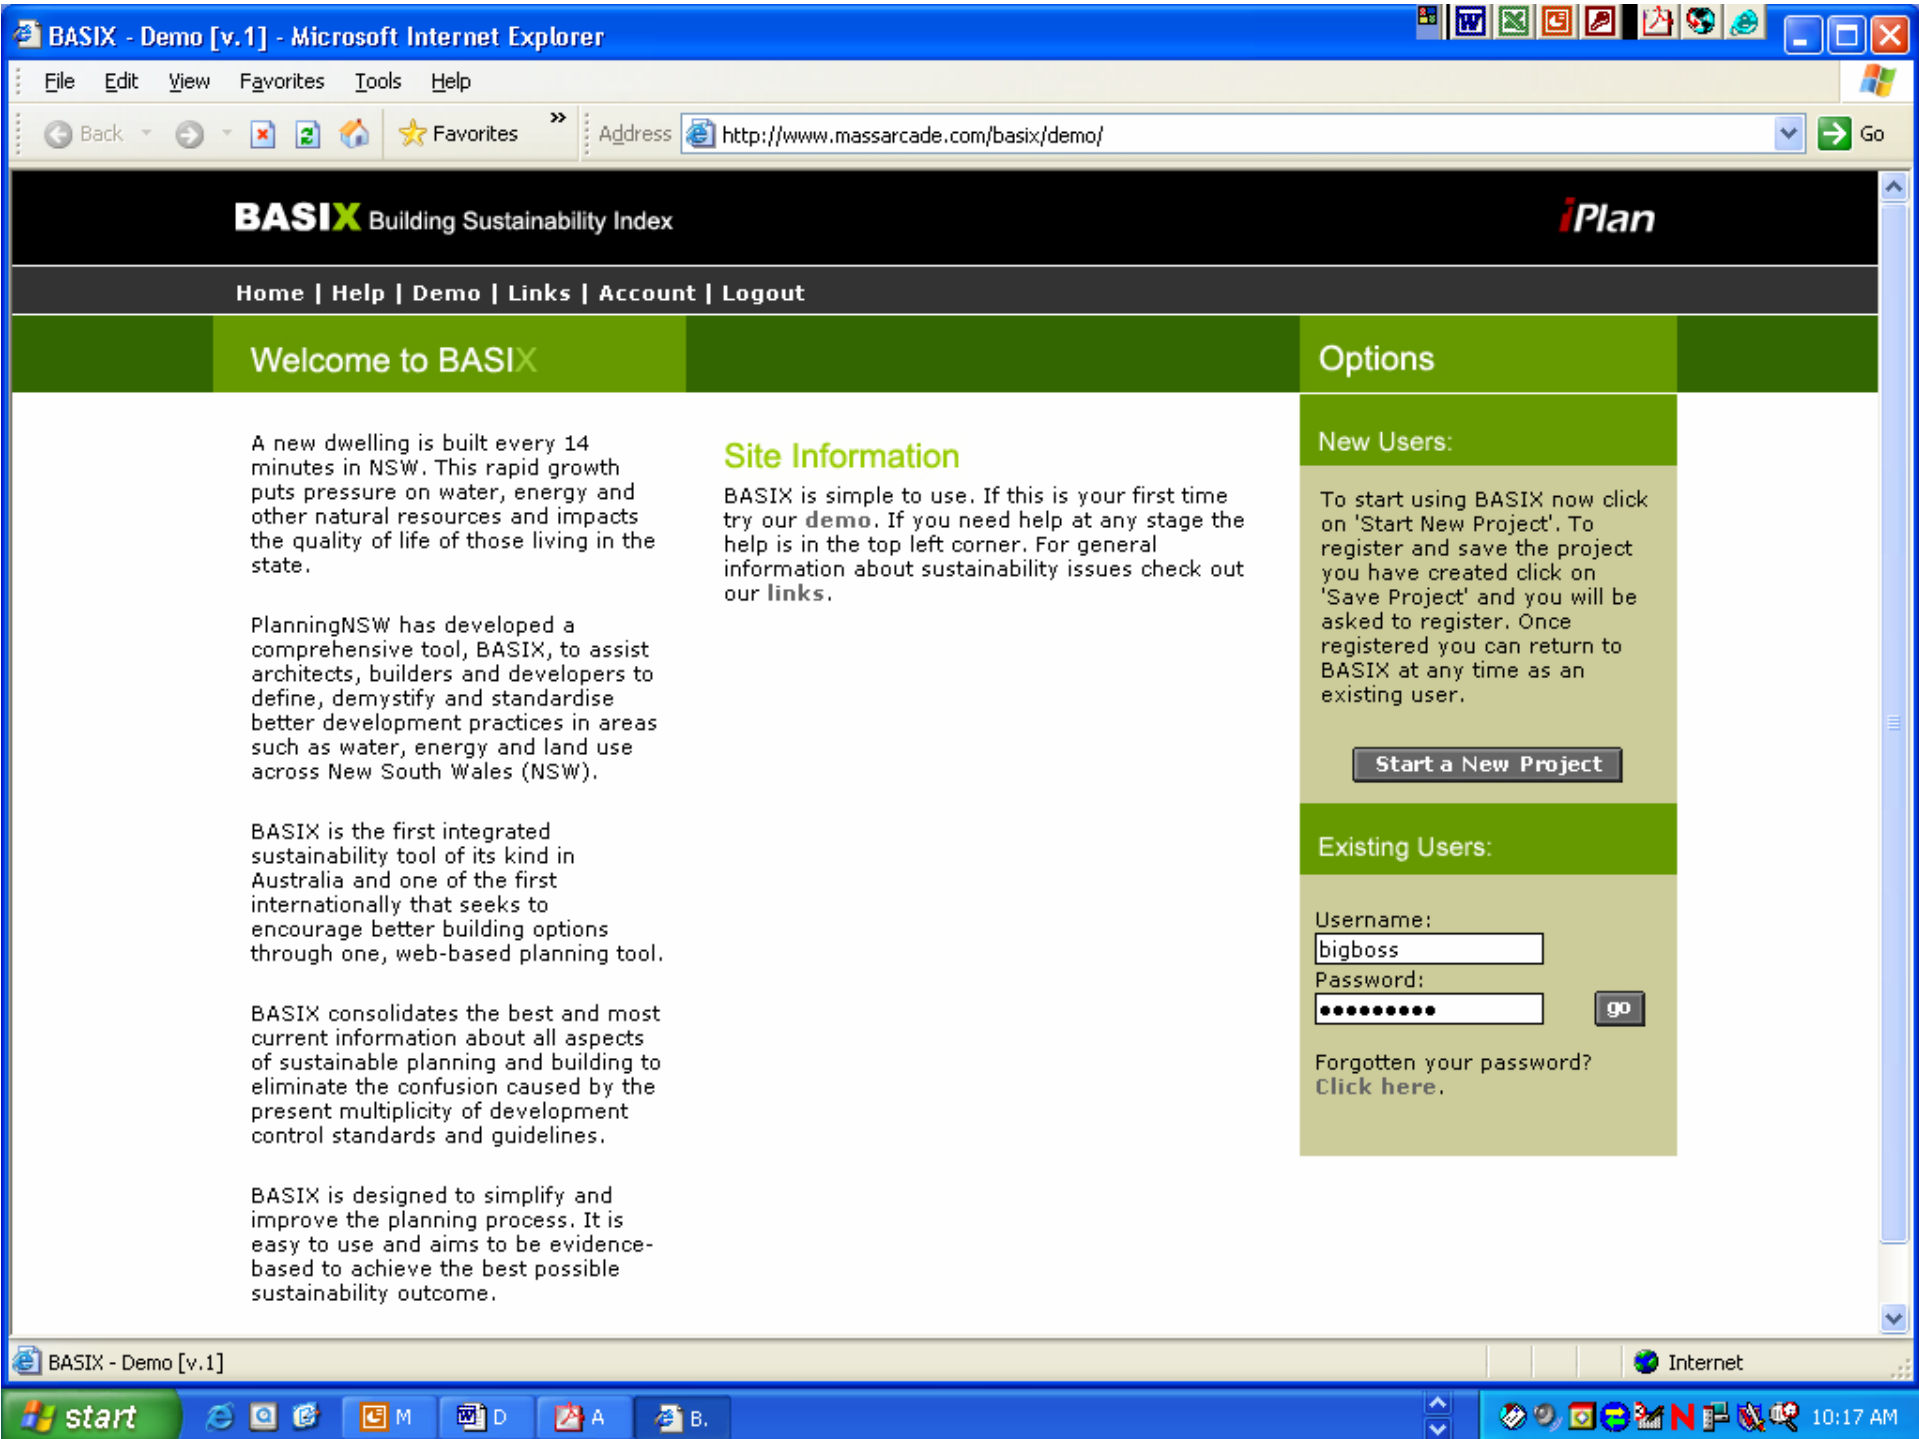 BASIX - Demo [v.1] - Microsoft Internet Explorer
File Edit View Favorites Tools Help
Back Favorites » Address http://www.massarcade.com/basix/demo/ Go
BASIX Building Sustainability Index
iPlan
Home | Help | Demo | Links | Account | Logout
Welcome to BASIX
A new dwelling is built every 14
minutes in NSW. This rapid growth
puts pressure on water, energy and
other natural resources and impacts
the quality of life of those living in the
state.
PlanningNSW has developed a
comprehensive tool, BASIX, to assist
architects, builders and developers to
define, demystify and standardise
better development practices in areas
such as water, energy and land use
across New South Wales (NSW).
BASIX is the first integrated
sustainability tool of its kind in
Australia and one of the first
internationally that seeks to
encourage better building options
through one, web-based planning tool.
BASIX consolidates the best and most
current information about all aspects
of sustainable planning and building to
eliminate the confusion caused by the
present multiplicity of development
control standards and guidelines.
BASIX is designed to simplify and
improve the planning process. It is
easy to use and aims to be evidence-
based to achieve the best possible
sustainability outcome.
Site Information
BASIX is simple to use. If this is your first time
try our demo. If you need help at any stage the
help is in the top left corner. For general
information about sustainability issues check out
our links.
Options
New Users:
To start using BASIX now click
on 'Start New Project'. To
register and save the project
you have created click on
'Save Project' and you will be
asked to register. Once
registered you can return to
BASIX at any time as an
existing user.
Start a New Project
Existing Users:
Username:
bigboss
Password:
•••••••••
go
Forgotten your password?
Click here.
BASIX - Demo [v.1]
Internet
start M D A B. 10:17 AM